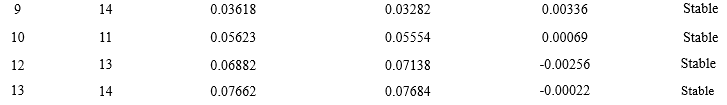 9 14 0.03618 0.03282 0.00336 Stable
10 11 0.05623 0.05554 0.00069 Stable
12 13 0.06882 0.07138 -0.00256 Stable
13 14 0.07662 0.07684 -0.00022 Stable